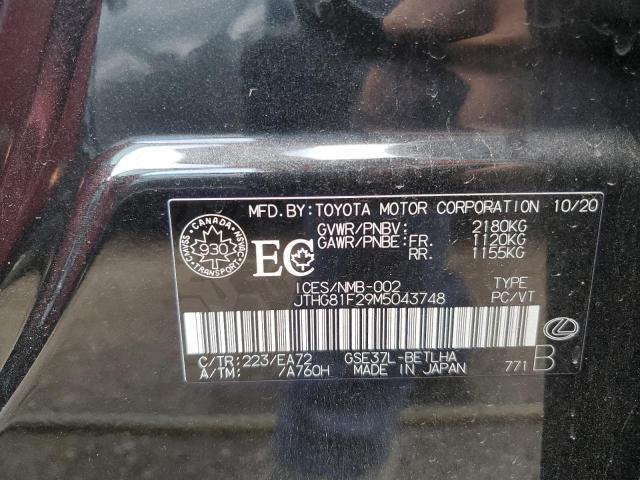 MFD.BY: TOYOTA MOTOR CORPORATION 10/20
GVWR/PNBV: 2180KG
GAWR/PNBE: FR. 1120KG
RR. 1155KG
CANADA
CMVSS NSVAC
930
TRANSPORT
EC
ICES/NMB-002 TYPE
JTHG81F29M5043748 PC/VT
C/TR: 223/EA72 GSE37L-BETLHA
A/TM: 7A760H MADE IN JAPAN 771 B